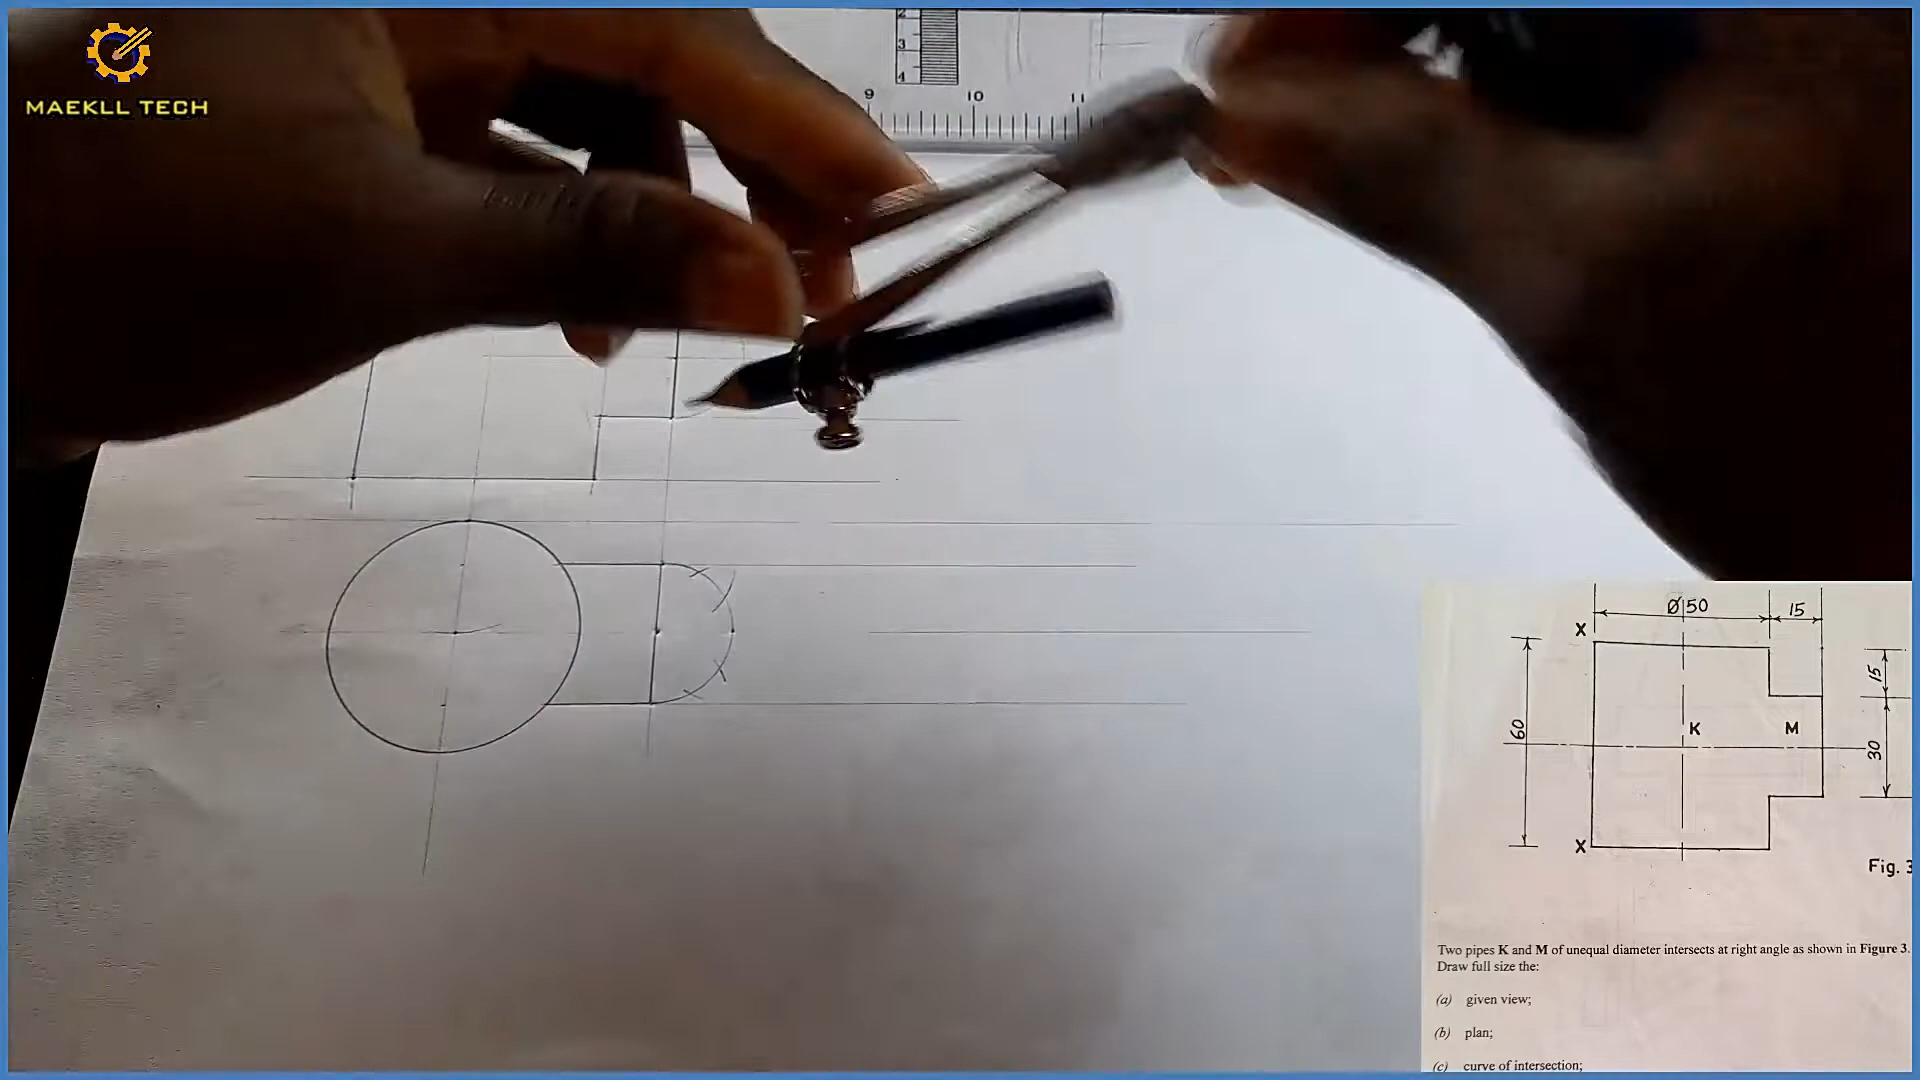 MAEKLL TECH
2
3
4
9 10 11
Ø 50 15
X
15
60
K M
30
X
Fig. 3
Two pipes K and M of unequal diameter intersects at right angle as shown in Figure 3.
Draw full size the:
(a) given view;
(b) plan;
(c) curve of intersection;